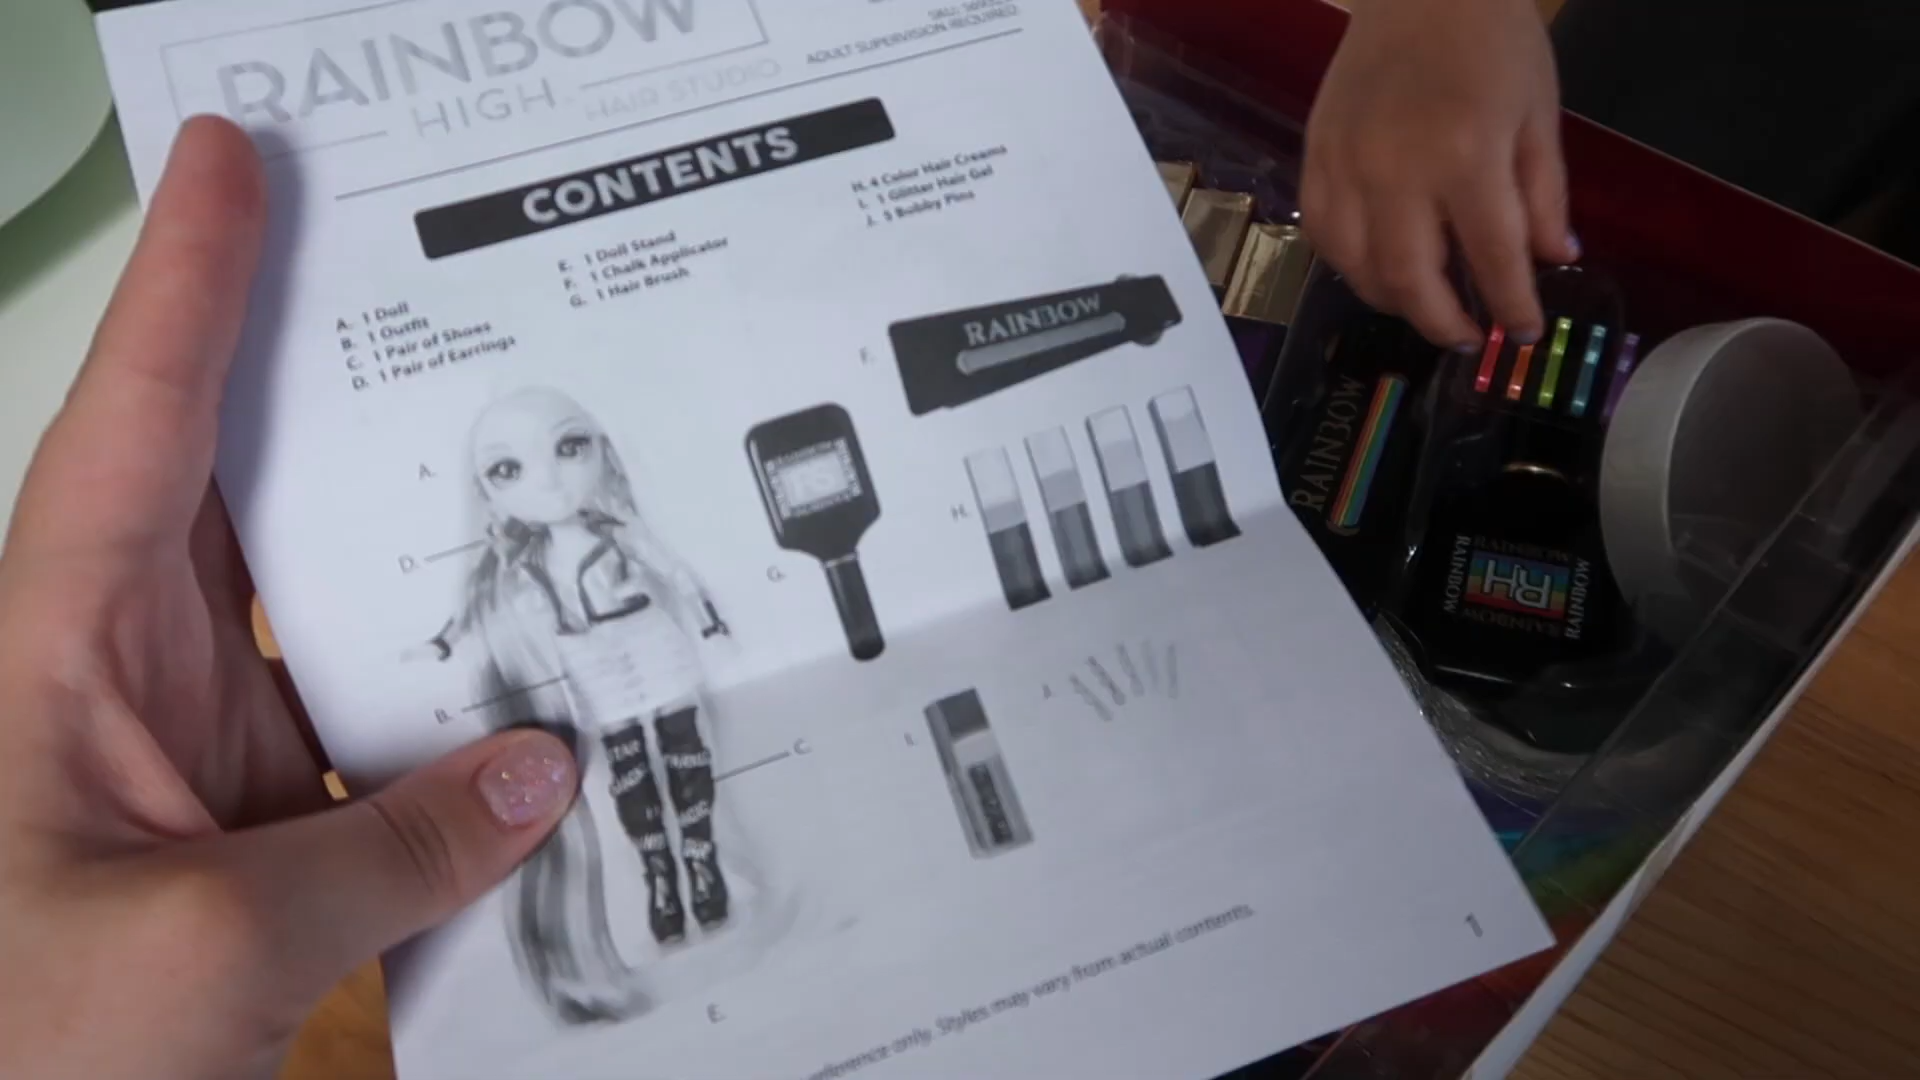 RAINBOW
HIGH
HAIR STUDIO
ADULT SUPERVISION REQUIRED
CONTENTS
A. 1 Doll
B. 1 Outfit
C. 1 Pair of Shoes
D. 1 Pair of Earrings
E. 1 Doll Stand
F. 1 Chalk Applicator
G. 1 Hair Brush
H. 4 Color Hair Creams
I. 1 Glitter Hair Gel
J. 5 Bobby Pins
A.
D.
B.
C.
E.
F.
RAINBOW
G.
H.
I.
J.
only. Styles may vary from actual contents.
1
RAINBOW
RAINBOW
RAINBOW
RH
RAINBOW
RAINBOW